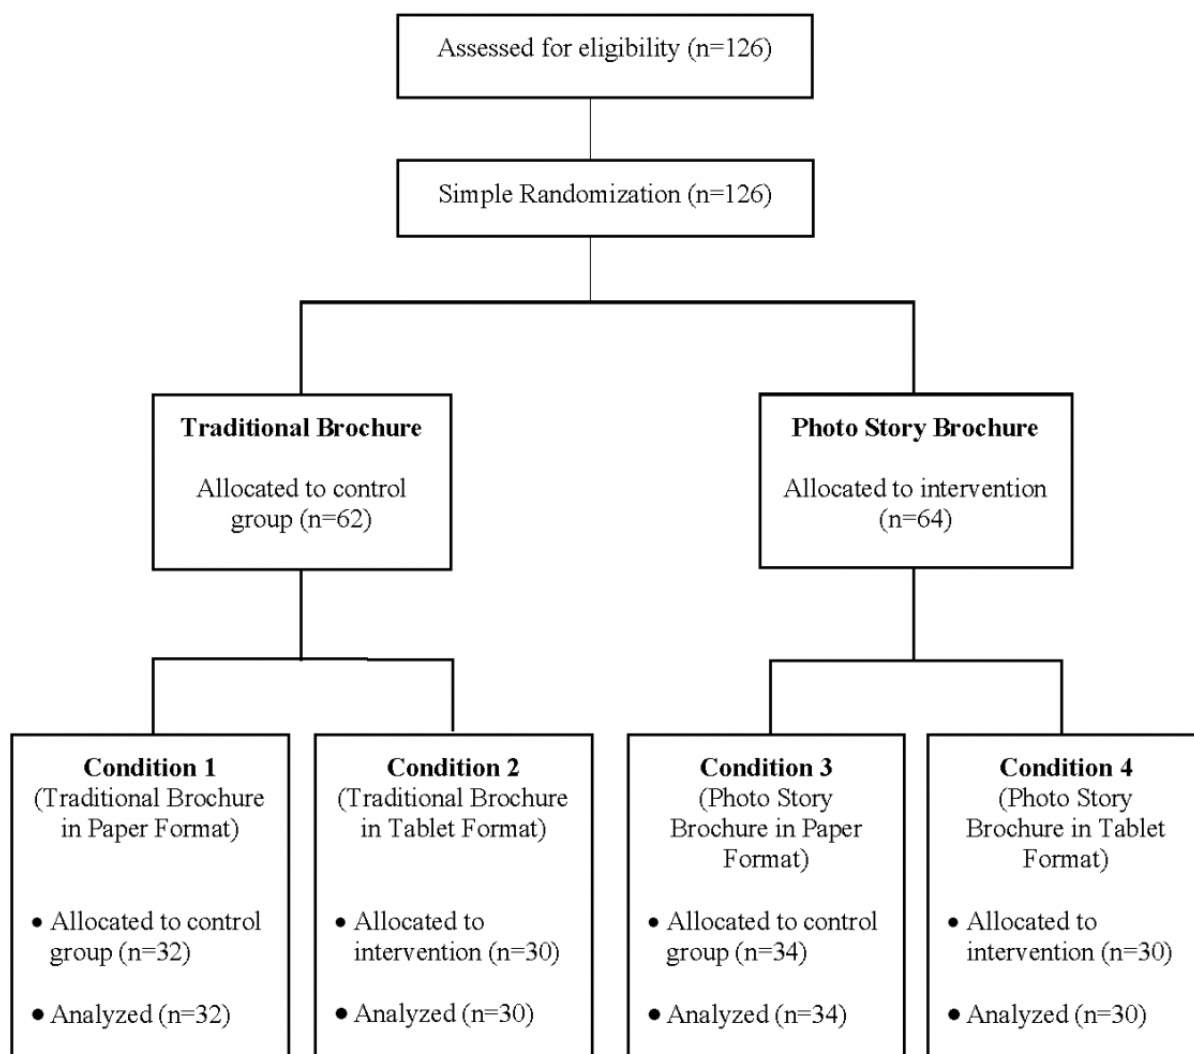 Assessed for eligibility (n=126)
Simple Randomization (n=126)
Traditional Brochure
Allocated to control
group (n=62)
Photo Story Brochure
Allocated to intervention
(n=64)
Condition 1
(Traditional Brochure
in Paper Format)
• Allocated to control
group (n=32)
• Analyzed (n=32)
Condition 2
(Traditional Brochure
in Tablet Format)
• Allocated to
intervention (n=30)
• Analyzed (n=30)
Condition 3
(Photo Story
Brochure in Paper
Format)
• Allocated to control
group (n=34)
• Analyzed (n=34)
Condition 4
(Photo Story
Brochure in Tablet
Format)
• Allocated to
intervention (n=30)
• Analyzed (n=30)